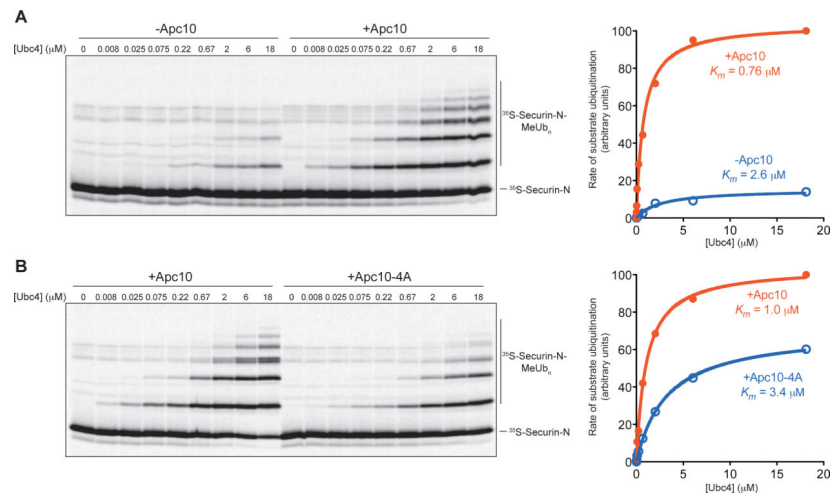 A
-Apc10 +Apc10
[Ubc4] (μM) 0 0.008 0.025 0.075 0.22 0.67 2 6 18 0 0.008 0.025 0.075 0.22 0.67 2 6 18
³⁵S-Securin-N-
MeUbₙ
³⁵S-Securin-N
Rate of substrate ubiquitination
(arbitrary units)
100
80
60
40
20
0
+Apc10
Kₘ = 0.76 μM
-Apc10
Kₘ = 2.6 μM
0 5 10 15 20
[Ubc4] (μM)
B
+Apc10 +Apc10-4A
[Ubc4] (μM) 0 0.008 0.025 0.075 0.22 0.67 2 6 18 0 0.008 0.025 0.075 0.22 0.67 2 6 18
³⁵S-Securin-N-
MeUbₙ
³⁵S-Securin-N
Rate of substrate ubiquitination
(arbitrary units)
100
80
60
40
20
0
+Apc10
Kₘ = 1.0 μM
+Apc10-4A
Kₘ = 3.4 μM
0 5 10 15 20
[Ubc4] (μM)